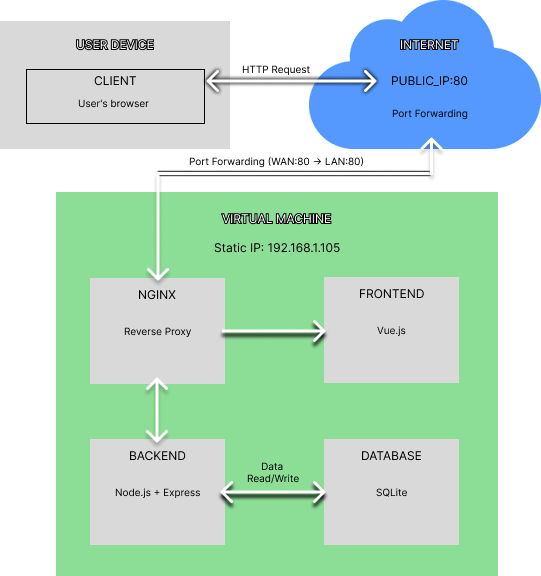 USER DEVICE
CLIENT
User's browser
HTTP Request
INTERNET
PUBLIC_IP:80
Port Forwarding
Port Forwarding (WAN:80 → LAN:80)
VIRTUAL MACHINE
Static IP: 192.168.1.105
NGINX
Reverse Proxy
FRONTEND
Vue.js
BACKEND
Node.js + Express
Data
Read/Write
DATABASE
SQLite